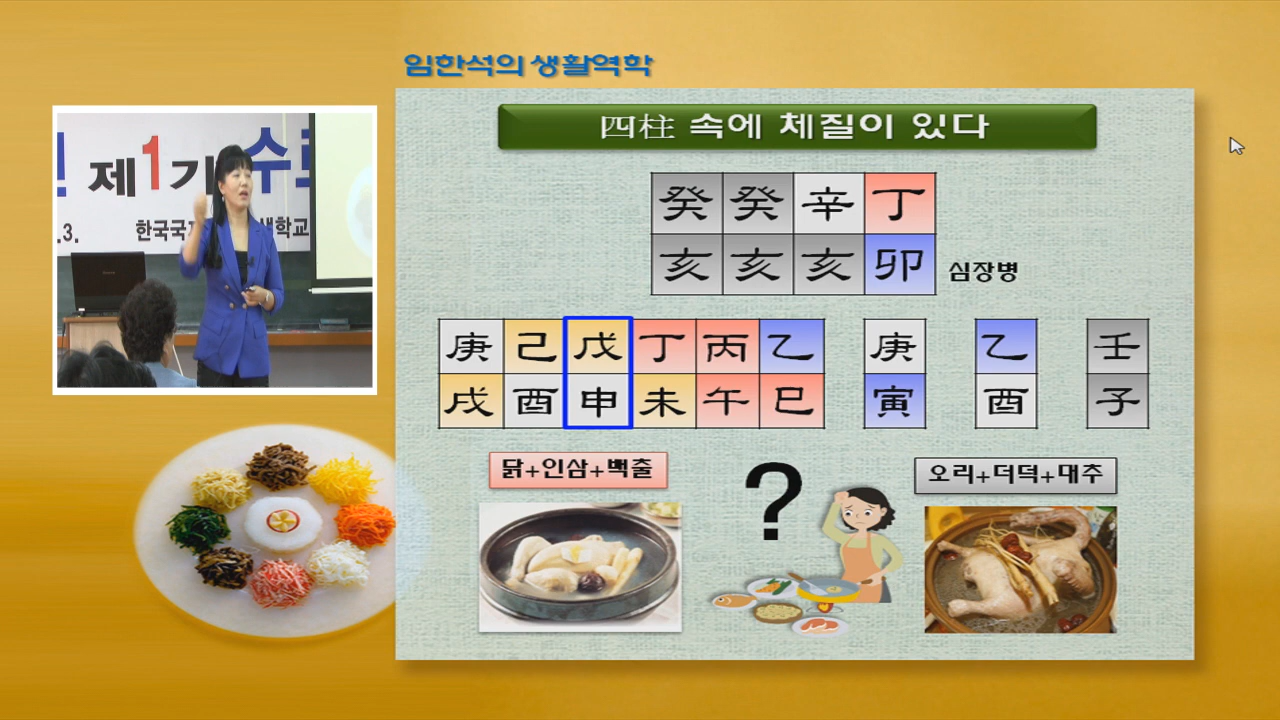 임한석의 생활역학
四柱 속에 체질이 있다
제1기 수
.3. 한국국 생학교
癸 癸 辛 丁
亥 亥 亥 卯 심장병
庚 己 戊 丁 丙 乙 庚 乙 壬
戌 酉 申 未 午 巳 寅 酉 子
닭+인삼+백출
?
오리+더덕+대추